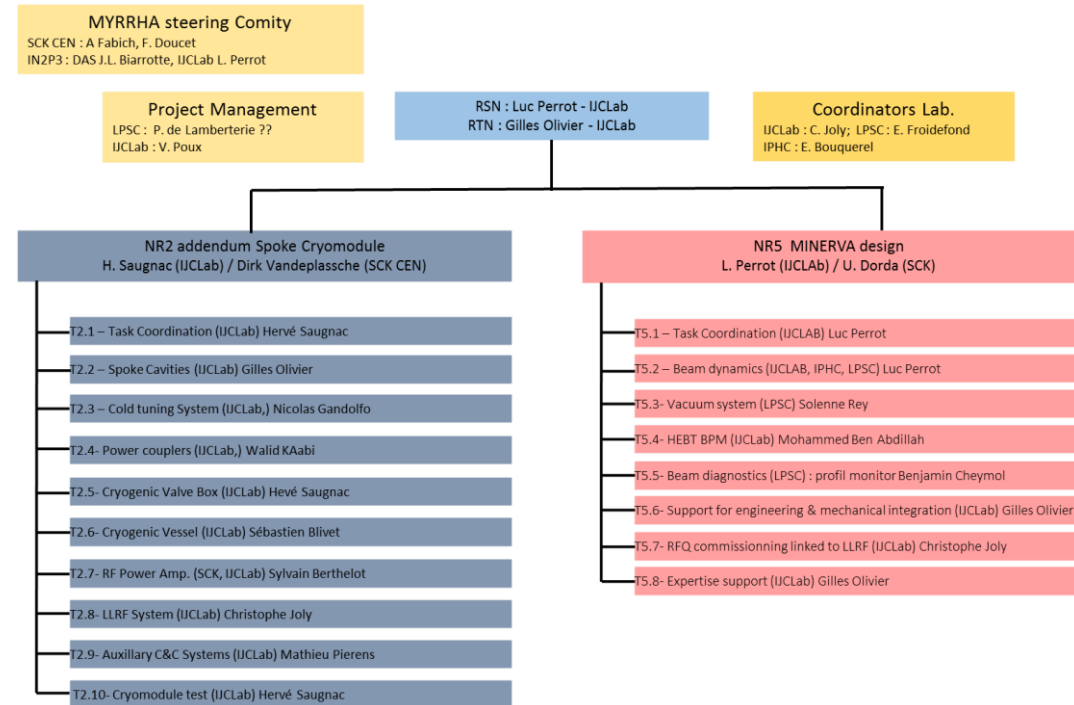 MYRRHA steering Comity
SCK CEN : A Fabich, F. Doucet
IN2P3 : DAS J.L. Biarrotte, IJCLab L. Perrot
Project Management
LPSC :  P. de Lamberterie ??
IJCLab : V. Poux
RSN : Luc Perrot - IJCLab
RTN : Gilles Olivier - IJCLab
Coordinators Lab.
IJCLab : C. Joly;  LPSC : E. Froidefond
IPHC : E. Bouquerel
NR2 addendum Spoke Cryomodule
H. Saugnac (IJCLab) / Dirk Vandeplassche (SCK CEN)
T2.1 – Task Coordination (IJCLab) Hervé Saugnac
T2.2 – Spoke Cavities (IJCLab) Gilles Olivier
T2.3 – Cold tuning System (IJCLab,) Nicolas Gandolfo
T2.4- Power couplers (IJCLab,) Walid KAabi
T2.5- Cryogenic Valve Box (IJCLab) Hevé Saugnac
T2.6- Cryogenic Vessel (IJCLab) Sébastien Blivet
T2.7- RF Power Amp. (SCK, IJCLab) Sylvain Berthelot
T2.8- LLRF System (IJCLab) Christophe Joly
T2.9- Auxillary C&C Systems (IJCLab) Mathieu Pierens
T2.10- Cryomodule test (IJCLab) Hervé Saugnac
NR5  MINERVA design
L. Perrot (IJCLAb) / U. Dorda (SCK)
T5.1 – Task Coordination (IJCLAB) Luc Perrot
T5.2 – Beam dynamics (IJCLAB, IPHC, LPSC) Luc Perrot
T5.3- Vacuum system (LPSC) Solenne Rey
T5.4- HEBT BPM (IJCLab) Mohammed Ben Abdillah
T5.5- Beam diagnostics (LPSC) : profil monitor Benjamin Cheymol
T5.6- Support for engineering & mechanical integration (IJCLab) Gilles Olivier
T5.7- RFQ commissionning linked to LLRF (IJCLab) Christophe Joly
T5.8- Expertise support (IJCLab) Gilles Olivier